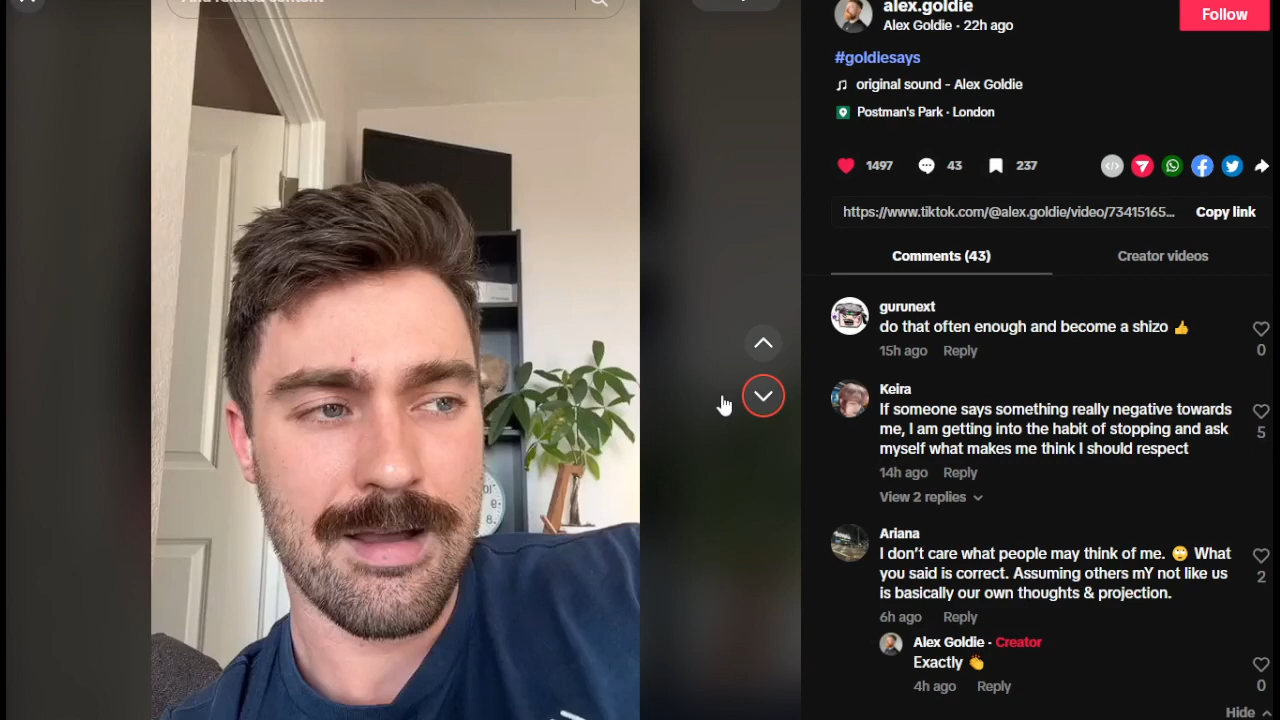 Find related content
alex.goldie
Alex Goldie · 22h ago
Follow
#goldiesays
original sound - Alex Goldie
Postman's Park · London
1497
43
237
https://www.tiktok.com/@alex.goldie/video/73415165...
Copy link
Comments (43)
Creator videos
gurunext
do that often enough and become a shizo 👍
15h ago Reply
0
Keira
If someone says something really negative towards
me, I am getting into the habit of stopping and ask
myself what makes me think I should respect
5
14h ago Reply
View 2 replies
Ariana
I don’t care what people may think of me. 🙄 What
you said is correct. Assuming others mY not like us
is basically our own thoughts & projection.
2
6h ago Reply
Alex Goldie · Creator
Exactly 👏
4h ago Reply
0
Hide